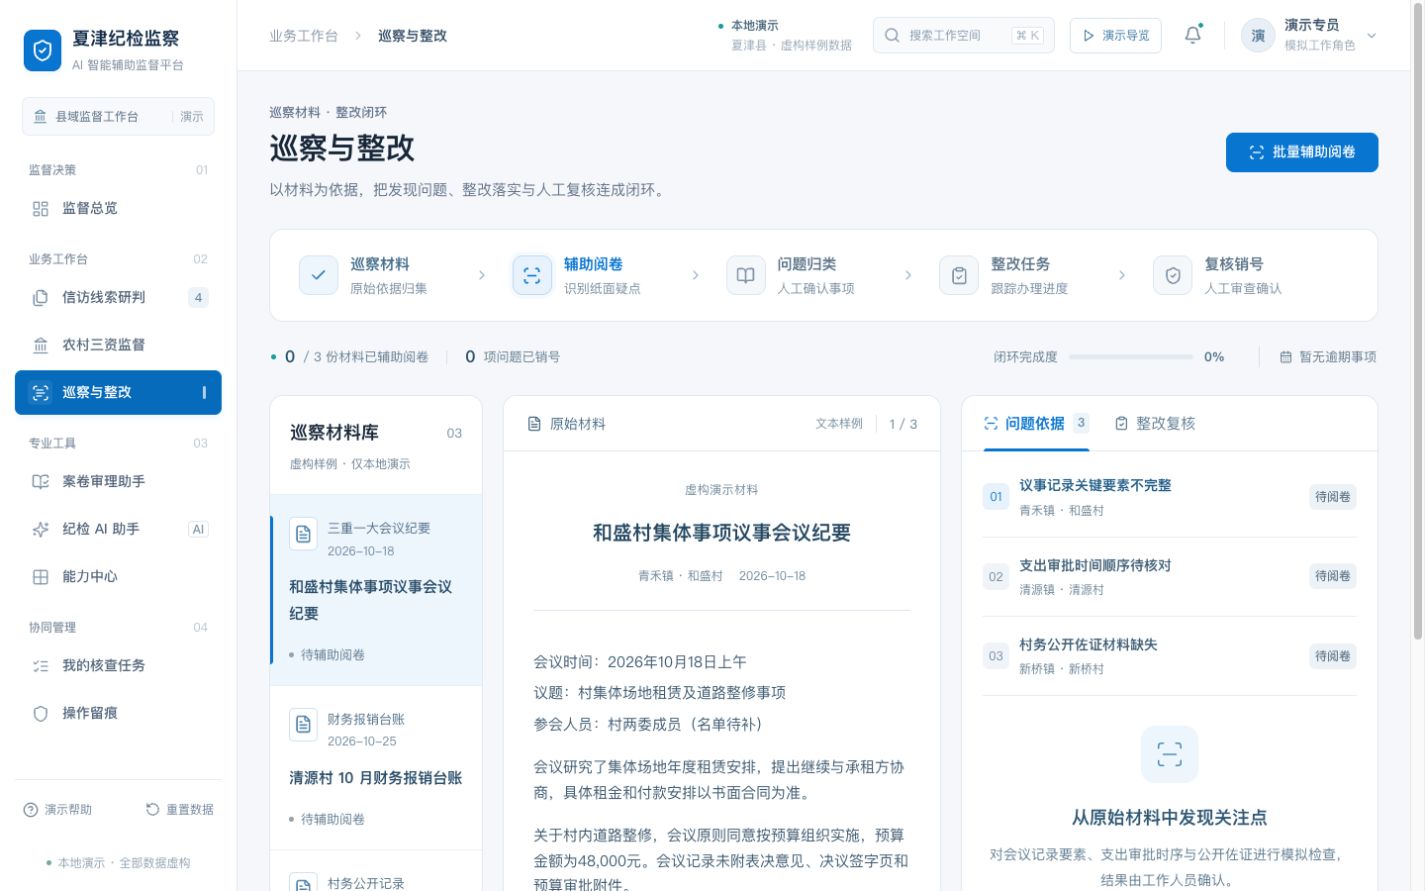 夏津纪检监察
AI 智能辅助监督平台
县域监督工作台 演示
监督决策 01
监督总览
业务工作台 02
信访线索研判 4
农村三资监督
巡察与整改
专业工具 03
案卷审理助手
纪检 AI 助手 AI
能力中心
协同管理 04
我的核查任务
操作留痕
演示帮助 重置数据
本地演示 · 全部数据虚构
业务工作台 > 巡察与整改
本地演示
夏津县 · 虚构样例数据
搜索工作空间 ⌘ K
演示导览
演 演示专员
模拟工作角色
巡察材料 · 整改闭环
巡察与整改
以材料为依据，把发现问题、整改落实与人工复核连成闭环。
批量辅助阅卷
巡察材料
原始依据归集
辅助阅卷
识别纸面疑点
问题归类
人工确认事项
整改任务
跟踪办理进度
复核销号
人工审查确认
0 / 3 份材料已辅助阅卷 0 项问题已销号
闭环完成度 0% 暂无逾期事项
巡察材料库 03
虚构样例 · 仅本地演示
三重一大会议纪要
2026-10-18
和盛村集体事项议事会议
纪要
待辅助阅卷
财务报销台账
2026-10-25
清源村 10 月财务报销台账
待辅助阅卷
村务公开记录
原始材料 文本样例 1 / 3
虚构演示材料
和盛村集体事项议事会议纪要
青禾镇 · 和盛村 2026-10-18
会议时间：2026年10月18日上午
议题：村集体场地租赁及道路整修事项
参会人员：村两委成员（名单待补）
会议研究了集体场地年度租赁安排，提出继续与承租方协
商，具体租金和付款安排以书面合同为准。
关于村内道路整修，会议原则同意按预算组织实施，预算
金额为48,000元。会议记录未附表决意见、决议签字页和
预算审批附件。
问题依据 3 整改复核
01 议事记录关键要素不完整 待阅卷
青禾镇 · 和盛村
02 支出审批时间顺序待核对 待阅卷
清源镇 · 清源村
03 村务公开佐证材料缺失 待阅卷
新桥镇 · 新桥村
从原始材料中发现关注点
对会议记录要素、支出审批时序与公开佐证进行模拟检查，
结果由工作人员确认。